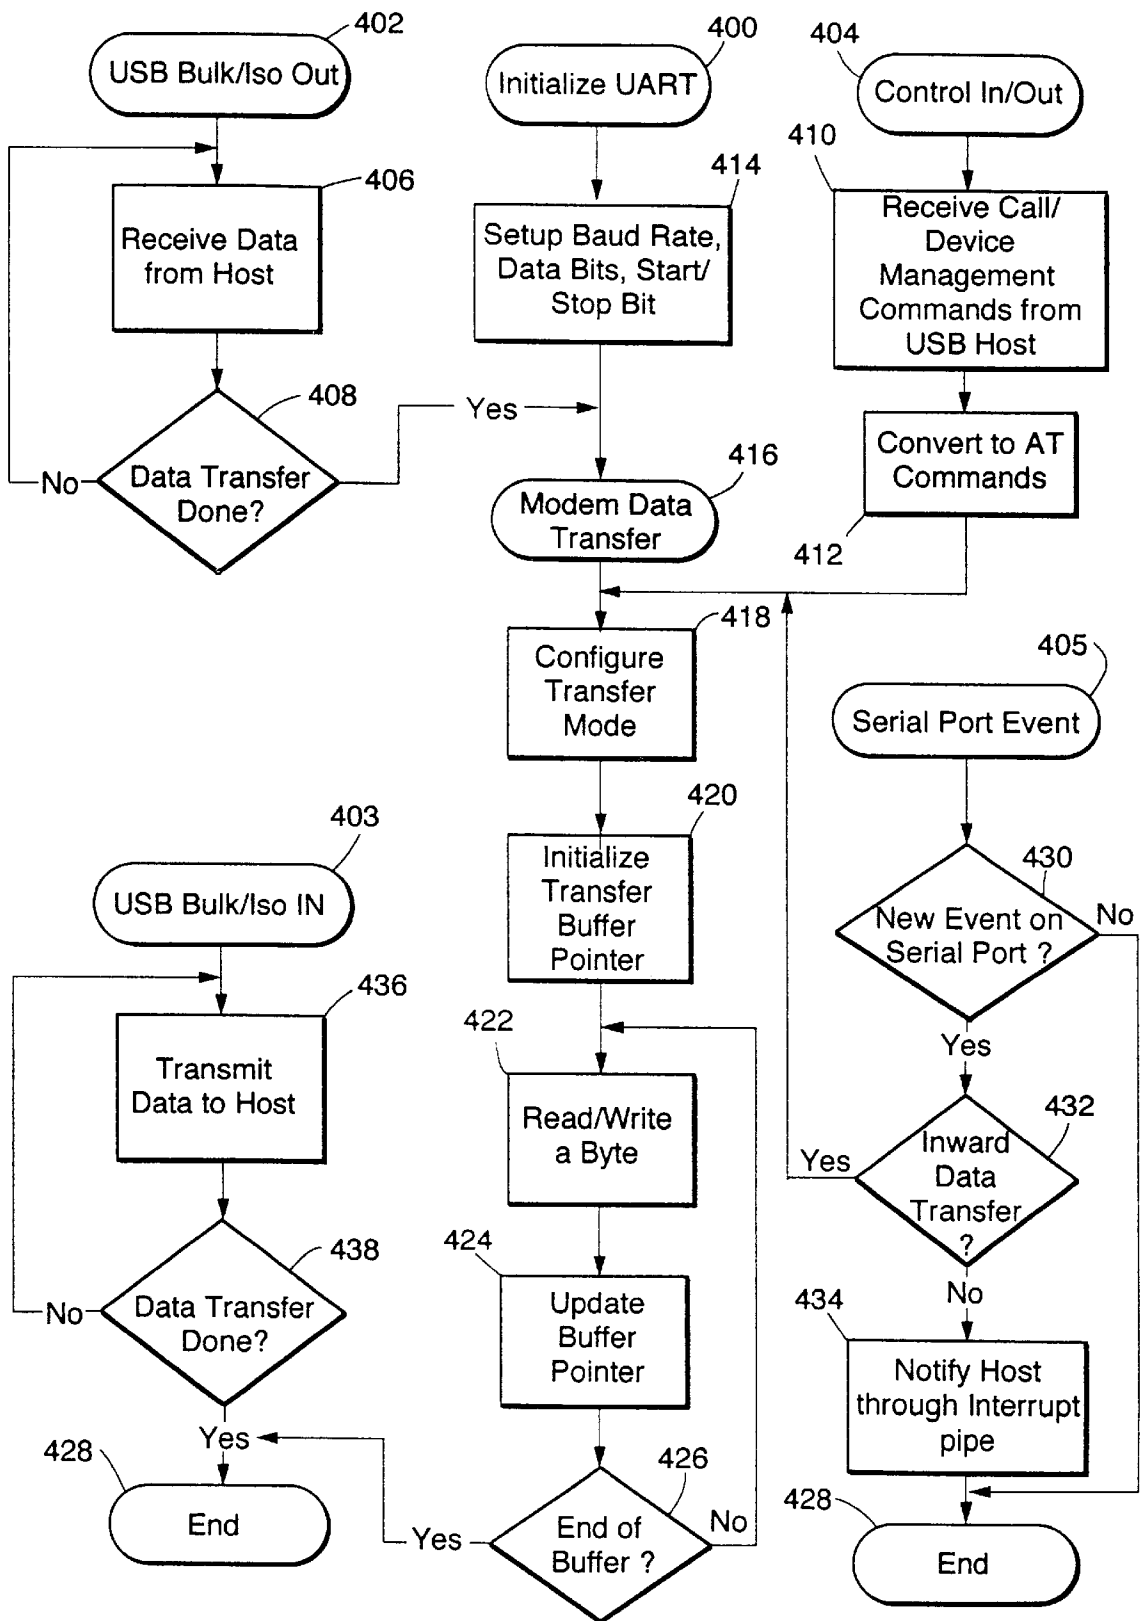 402
USB Bulk/Iso Out
406
Receive Data
from Host
408
Data Transfer
Done?
No
Yes
400
Initialize UART
414
Setup Baud Rate,
Data Bits, Start/
Stop Bit
416
Modem Data
Transfer
404
Control In/Out
410
Receive Call/
Device
Management
Commands from
USB Host
Convert to AT
Commands
412
418
Configure
Transfer
Mode
420
Initialize
Transfer
Buffer
Pointer
422
Read/Write
a Byte
424
Update
Buffer
Pointer
426
End of
Buffer ?
No
Yes
403
USB Bulk/Iso IN
436
Transmit
Data to Host
438
Data Transfer
Done?
No
Yes
428
End
405
Serial Port Event
430
New Event on
Serial Port ?
No
Yes
432
Inward
Data
Transfer
?
Yes
No
434
Notify Host
through Interrupt
pipe
428
End